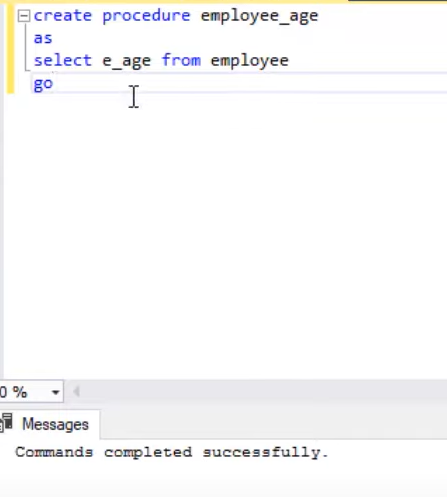 create procedure employee_age
as
select e_age from employee
go
0 %
Messages
Commands completed successfully.